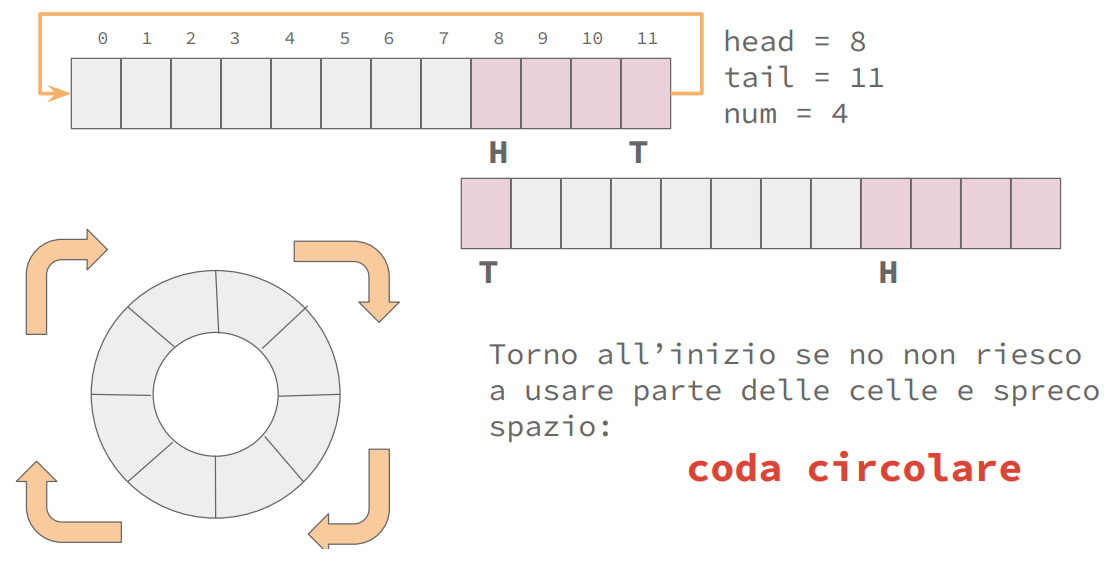 0 1 2 3 4 5 6 7 8 9 10 11
head = 8
tail = 11
num = 4
H T
T H
Torno all’inizio se no non riesco
a usare parte delle celle e spreco
spazio:
coda circolare